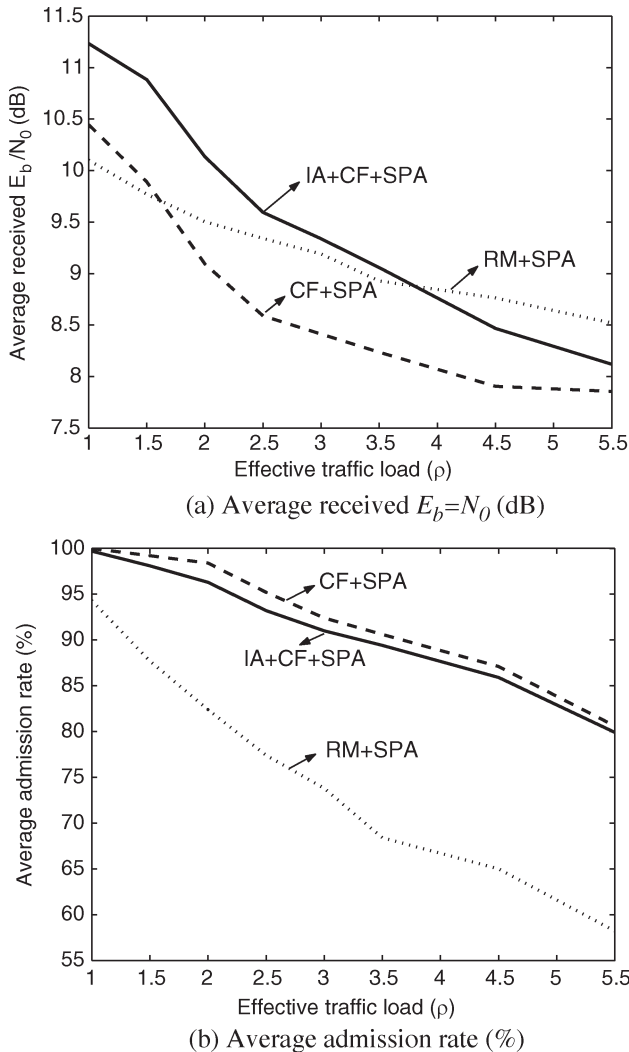 11.5
11
10.5
10
9.5
9
8.5
8
7.5
Average received E_b/N_0 (dB)
IA+CF+SPA
RM+SPA
CF+SPA
1 1.5 2 2.5 3 3.5 4 4.5 5 5.5
Effective traffic load (ρ)
(a) Average received E_b=N_0 (dB)
100
95
90
85
80
75
70
65
60
55
Average admission rate (%)
CF+SPA
IA+CF+SPA
RM+SPA
1 1.5 2 2.5 3 3.5 4 4.5 5 5.5
Effective traffic load (ρ)
(b) Average admission rate (%)